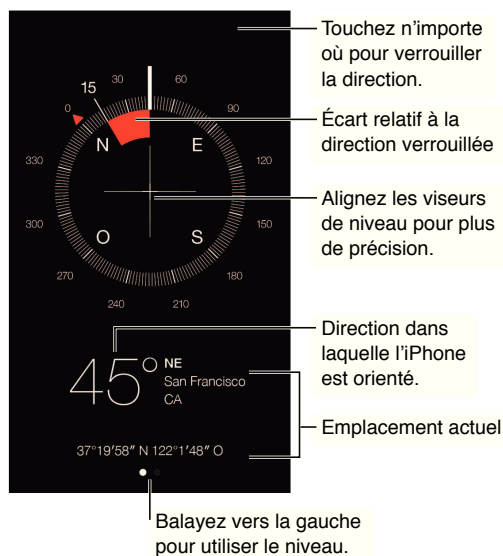 Touchez n’importe
où pour verrouiller
la direction.
Écart relatif à la
direction verrouillée
Alignez les viseurs
de niveau pour plus
de précision.
Direction dans
laquelle l’iPhone
est orienté.
Emplacement actuel
0
15
30
60
90
120
150
180
210
240
270
300
330
N
E
S
O
45° NE
San Francisco
CA
37°19′58″ N 122°1′48″ O
Balayez vers la gauche
pour utiliser le niveau.